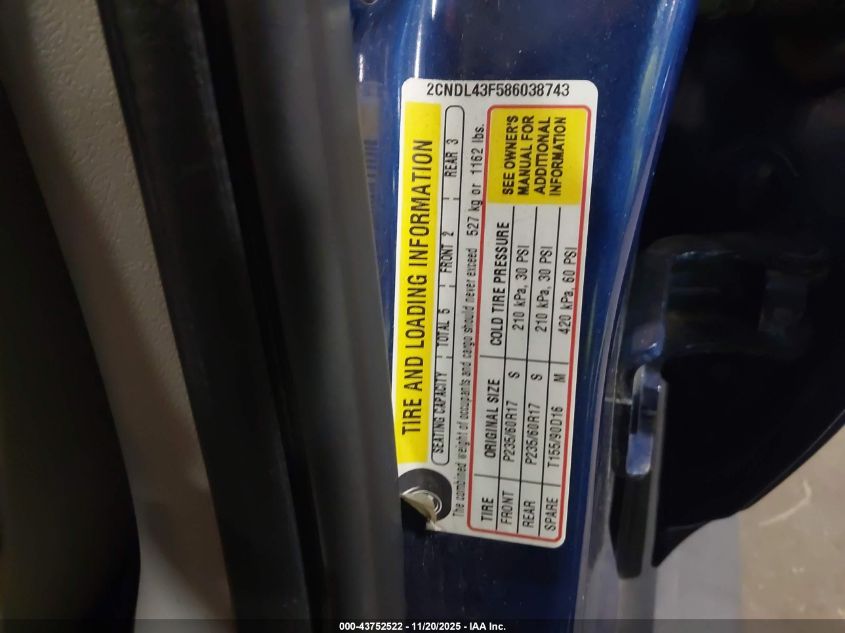 2CNDL43F586038743
TIRE AND LOADING INFORMATION
SEATING CAPACITY TOTAL 5 FRONT 2 REAR 3
The combined weight of occupants and cargo should never exceed 527 kg or 1162 lbs.
TIRE ORIGINAL SIZE COLD TIRE PRESSURE
FRONT P235/60R17 S 210 kPa, 30 PSI
REAR P235/60R17 S 210 kPa, 30 PSI
SPARE T155/90D16 M 420 kPa, 60 PSI
SEE OWNER'S
MANUAL FOR
ADDITIONAL
INFORMATION
000-43752522 — 11/20/2025 — IAA Inc.